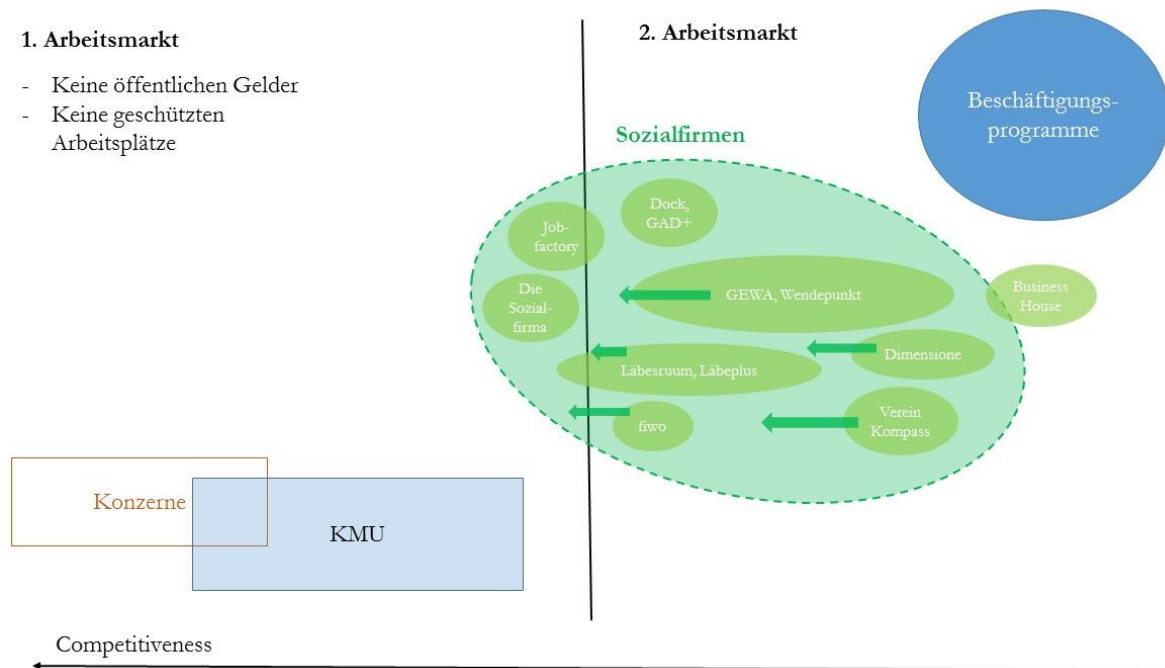 1. Arbeitsmarkt
- Keine öffentlichen Gelder
- Keine geschützten
Arbeitsplätze
2. Arbeitsmarkt
Beschäftigungs-
programme
Sozialfirmen
Dock,
GAD+
Job-
factory
Die
Sozial-
firma
GEWA, Wendepunkt
Business
House
Dimensione
Läbesruum, Läbeplus
Verein
Kompass
fiwo
Konzerne
KMU
Competitiveness